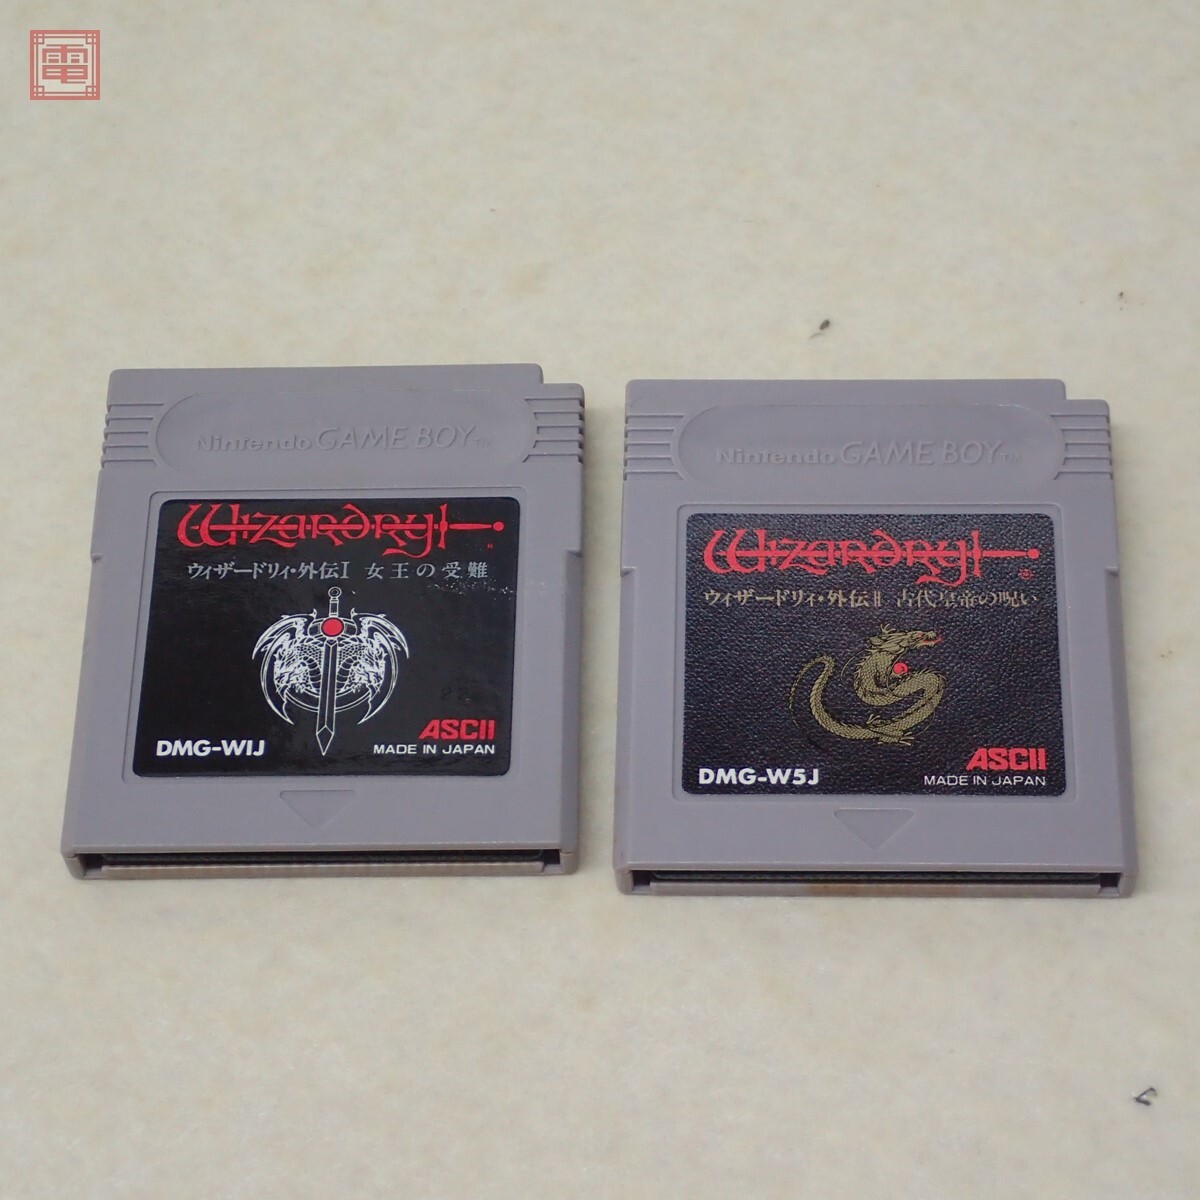 電
Nintendo GAME BOY™
Wizardry
ウィザードリィ・外伝I 女王の受難
DMG-WIJ
ASCII
MADE IN JAPAN
Nintendo GAME BOY™
Wizardry
ウィザードリィ・外伝II 古代皇帝の呪い
DMG-W5J
ASCII
MADE IN JAPAN